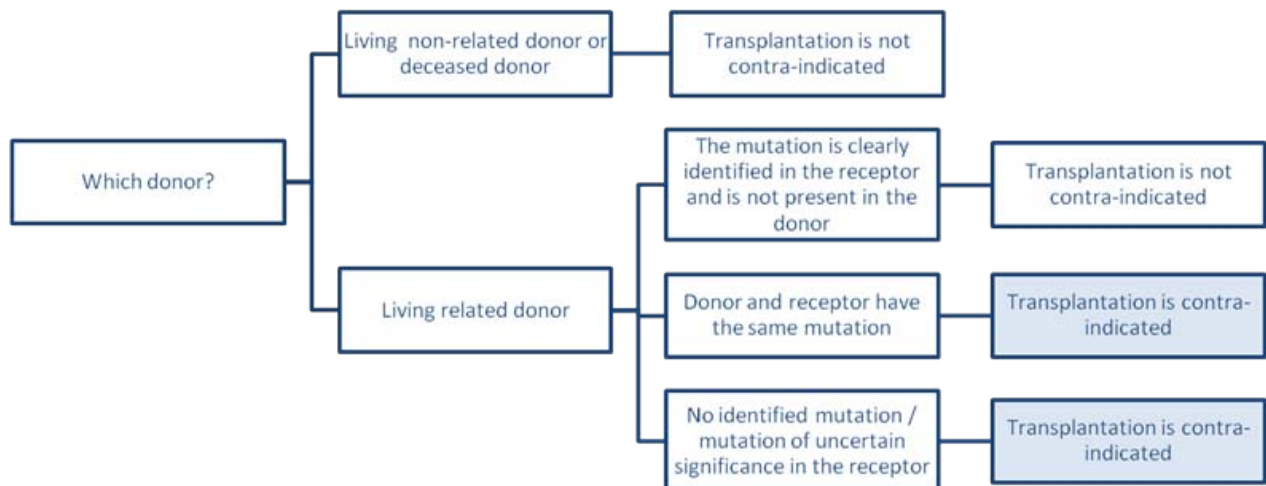 Which donor?
Living non-related donor or
deceased donor
Transplantation is not
contra-indicated
Living related donor
The mutation is clearly
identified in the receptor
and is not present in the
donor
Transplantation is not
contra-indicated
Donor and receptor have
the same mutation
Transplantation is contra-
indicated
No identified mutation /
mutation of uncertain
significance in the receptor
Transplantation is contra-
indicated